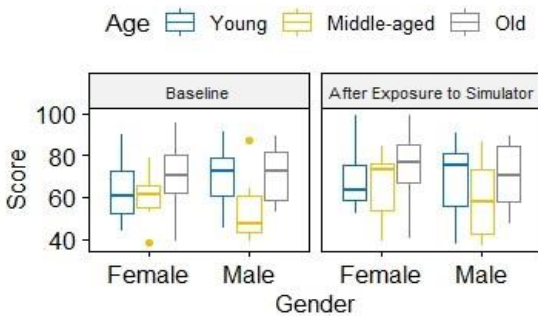 Age Young Middle-aged Old
Baseline After Exposure to Simulator
100
80
60
40
Score
Female Male Female Male
Gender